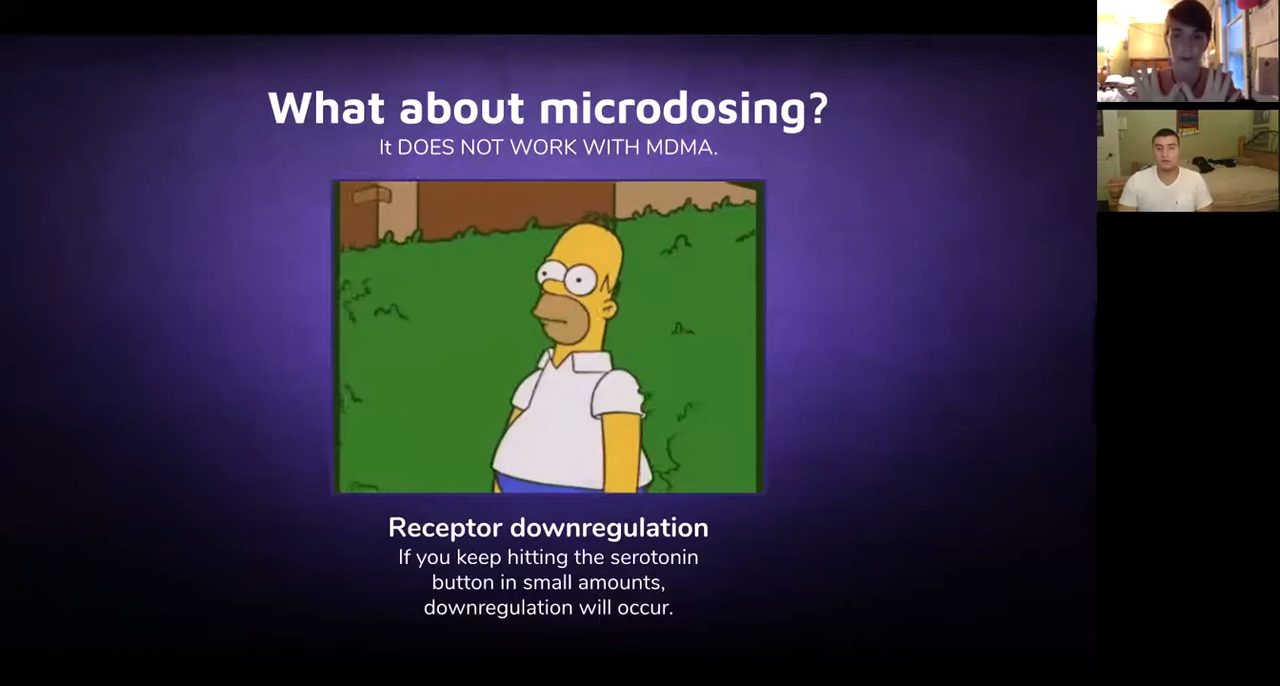 What about microdosing?
It DOES NOT WORK WITH MDMA.
Receptor downregulation
If you keep hitting the serotonin
button in small amounts,
downregulation will occur.